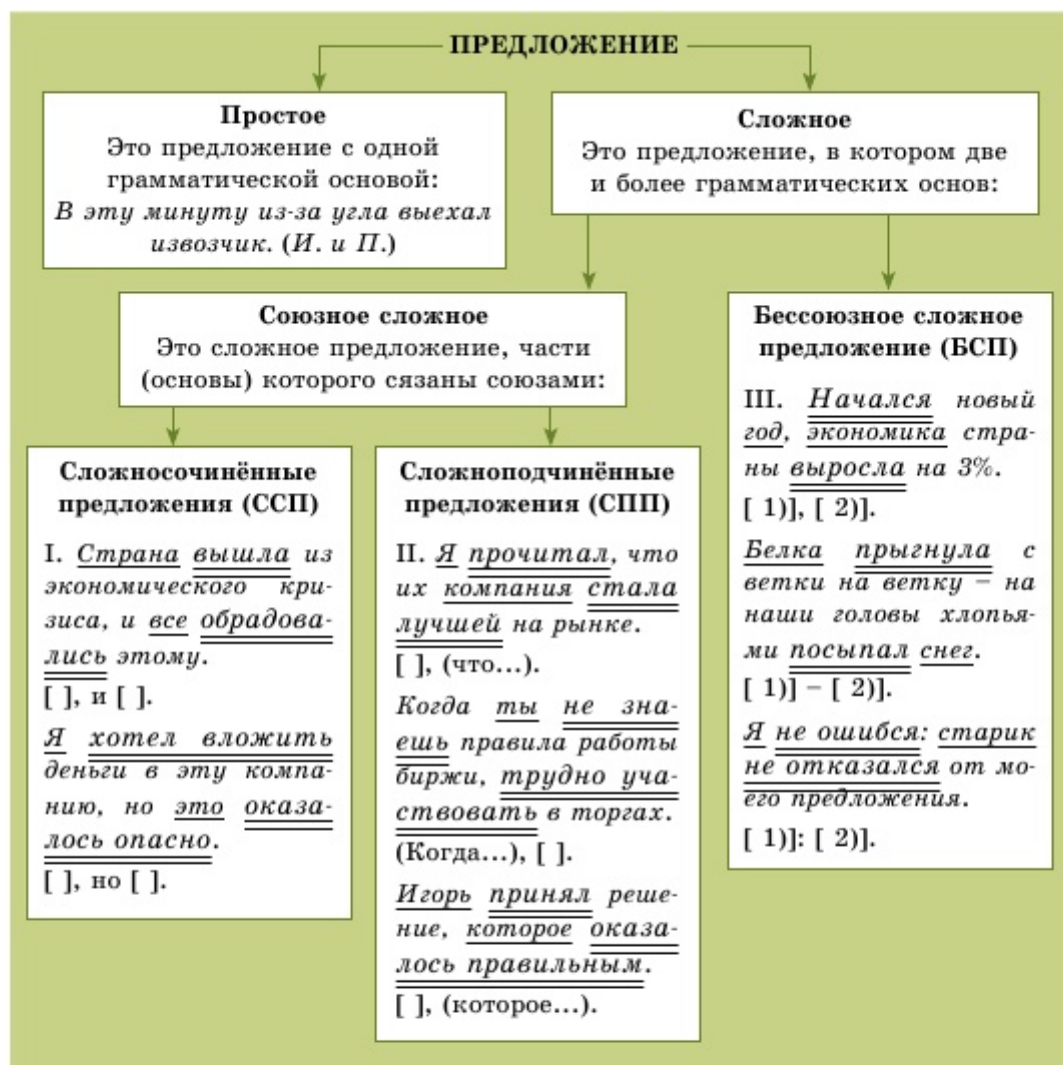 ПРЕДЛОЖЕНИЕ
Простое
Это предложение с одной
грамматической основой:
В эту минуту из-за угла выехал
извозчик. (И. и П.)
Сложное
Это предложение, в котором две
и более грамматических основ:
Союзное сложное
Это сложное предложение, части
(основы) которого сязаны союзами:
Сложносочинённые
предложения (ССП)
I. Страна вышла из
экономического кри-
зиса, и все обрадова-
лись этому.
[ ], и [ ].
Я хотел вложить
деньги в эту компа-
нию, но это оказа-
лось опасно.
[ ], но [ ].
Сложноподчинённые
предложения (СПП)
II. Я прочитал, что
их компания стала
лучшей на рынке.
[ ], (что...).
Когда ты не зна-
ешь правила работы
биржи, трудно уча-
ствовать в торгах.
(Когда...), [ ].
Игорь принял реше-
ние, которое оказа-
лось правильным.
[ ], (которое...).
Бессоюзное сложное
предложение (БСП)
III. Начался новый
год, экономика стра-
ны выросла на 3%.
[ 1)], [ 2)].
Белка прыгнула с
ветки на ветку – на
наши головы хлопья-
ми посыпал снег.
[ 1)] – [ 2)].
Я не ошибся: старик
не отказался от мо-
его предложения.
[ 1)]: [ 2)].